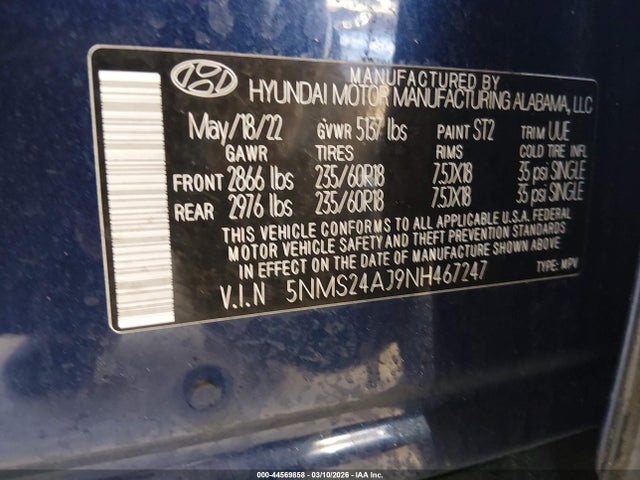 MANUFACTURED BY
HYUNDAI MOTOR MANUFACTURING ALABAMA, LLC
May/18/22 GVWR 5137 lbs PAINT ST2 TRIM UUE
GAWR TIRES RIMS COLD TIRE INFL
FRONT 2866 lbs 235/60R18 7.5JX18 35 psi SINGLE
REAR 2976 lbs 235/60R18 7.5JX18 35 psi SINGLE
THIS VEHICLE CONFORMS TO ALL APPLICABLE U.S.A. FEDERAL
MOTOR VEHICLE SAFETY AND THEFT PREVENTION STANDARDS
IN EFFECT ON THE DATE OF MANUFACTURE SHOWN ABOVE
V.I.N 5NMS24AJ9NH467247 TYPE: MPV
000-44569858 - 03/10/2026 - IAA Inc.